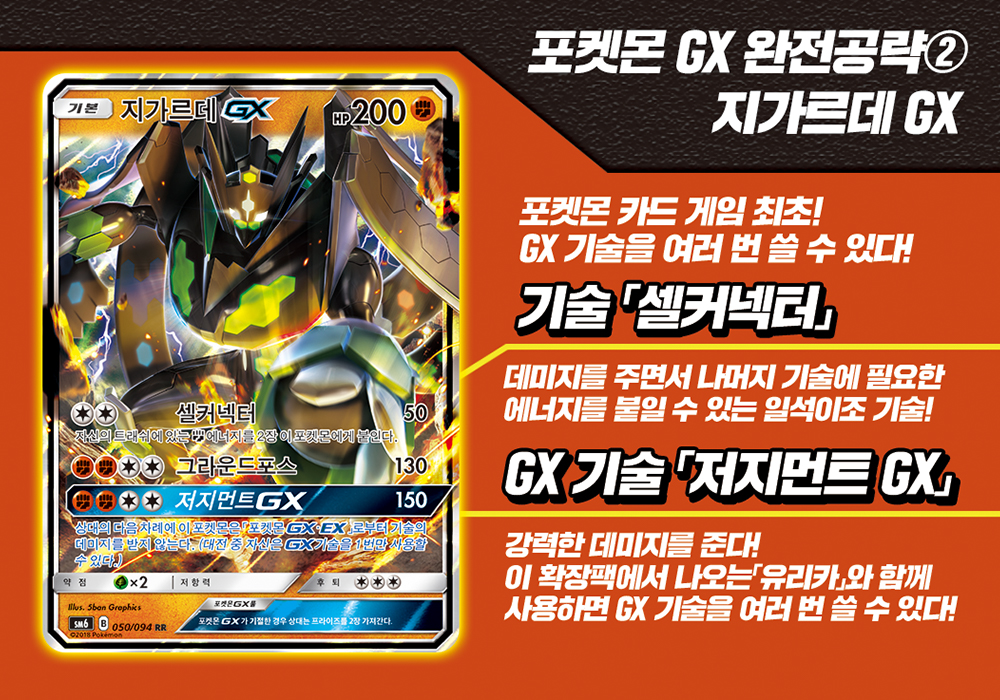 포켓몬 GX 완전공략②
지가르데 GX
기본 지가르데 GX HP 200
포켓몬 카드 게임 최초!
GX 기술을 여러 번 쓸 수 있다!
기술 「셀커넥터」
데미지를 주면서 나머지 기술에 필요한
에너지를 붙일 수 있는 일석이조 기술!
GX 기술 「저지먼트 GX」
강력한 데미지를 준다!
이 확장팩에서 나오는「유리카」와 함께
사용하면 GX 기술을 여러 번 쓸 수 있다!
셀커넥터 50
자신의 트래쉬에 있는 에너지를 2장 이 포켓몬에게 붙인다.
그라운드포스 130
저지먼트GX 150
상대의 다음 차례에 이 포켓몬은 「포켓몬 GX·EX」로부터 기술의
데미지를 받지 않는다. (대전 중 자신은 GX기술을 1번만 사용할
수 있다.)
약점 ×2 저항력 후퇴
Illus. 5ban Graphics
포켓몬GX룰
포켓몬GX가 기절한 경우 상대는 프라이즈를 2장 가져간다.
SM6 B 050/094 RR
©2018 Pokémon